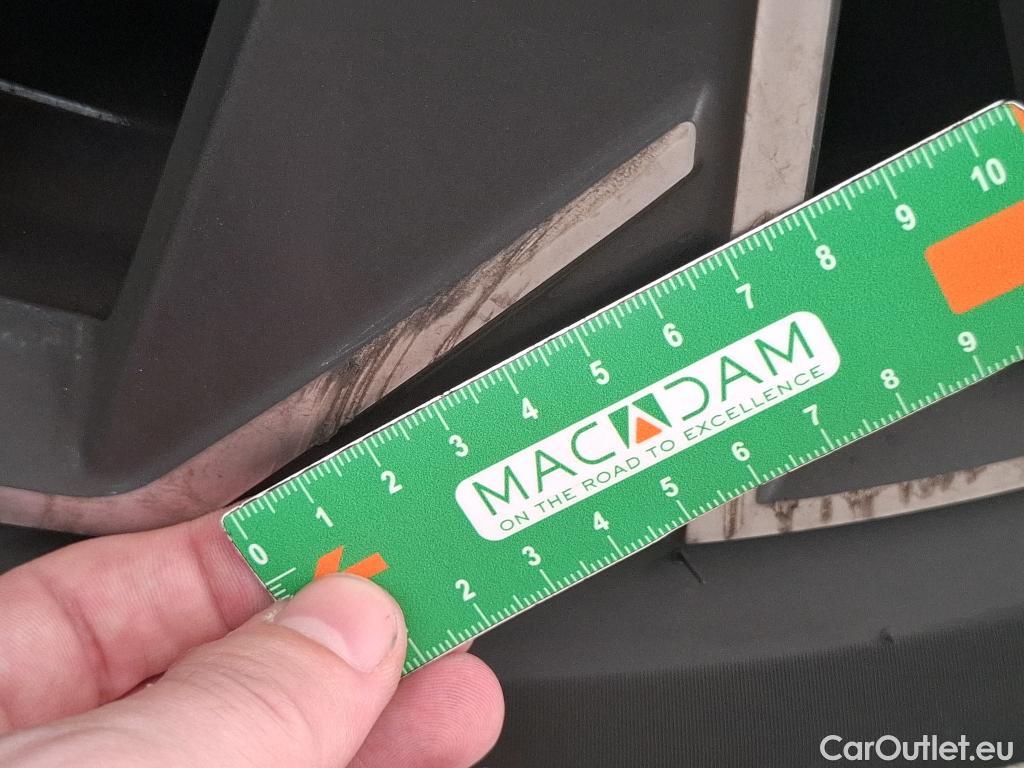 0 1 2 3 4 5 6 7 8 9 10
MACADAM
ON THE ROAD TO EXCELLENCE
2 3 4 5 6 7 8 9
CarOutlet.eu